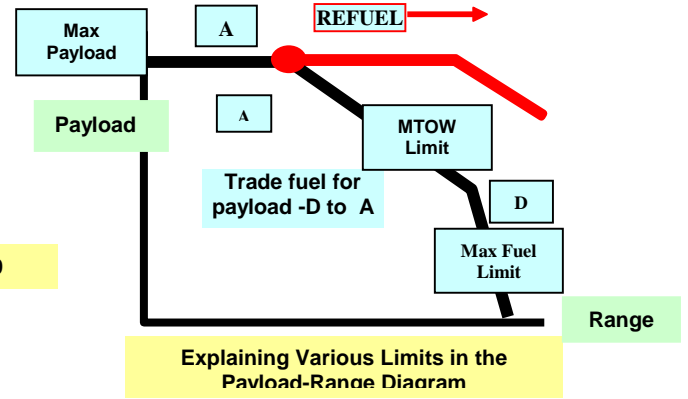 Max
Payload
A
REFUEL
Payload
A
MTOW
Limit
Trade fuel for
payload -D to A
D
Max Fuel
Limit
Range
Explaining Various Limits in the
Payload-Range Diagram